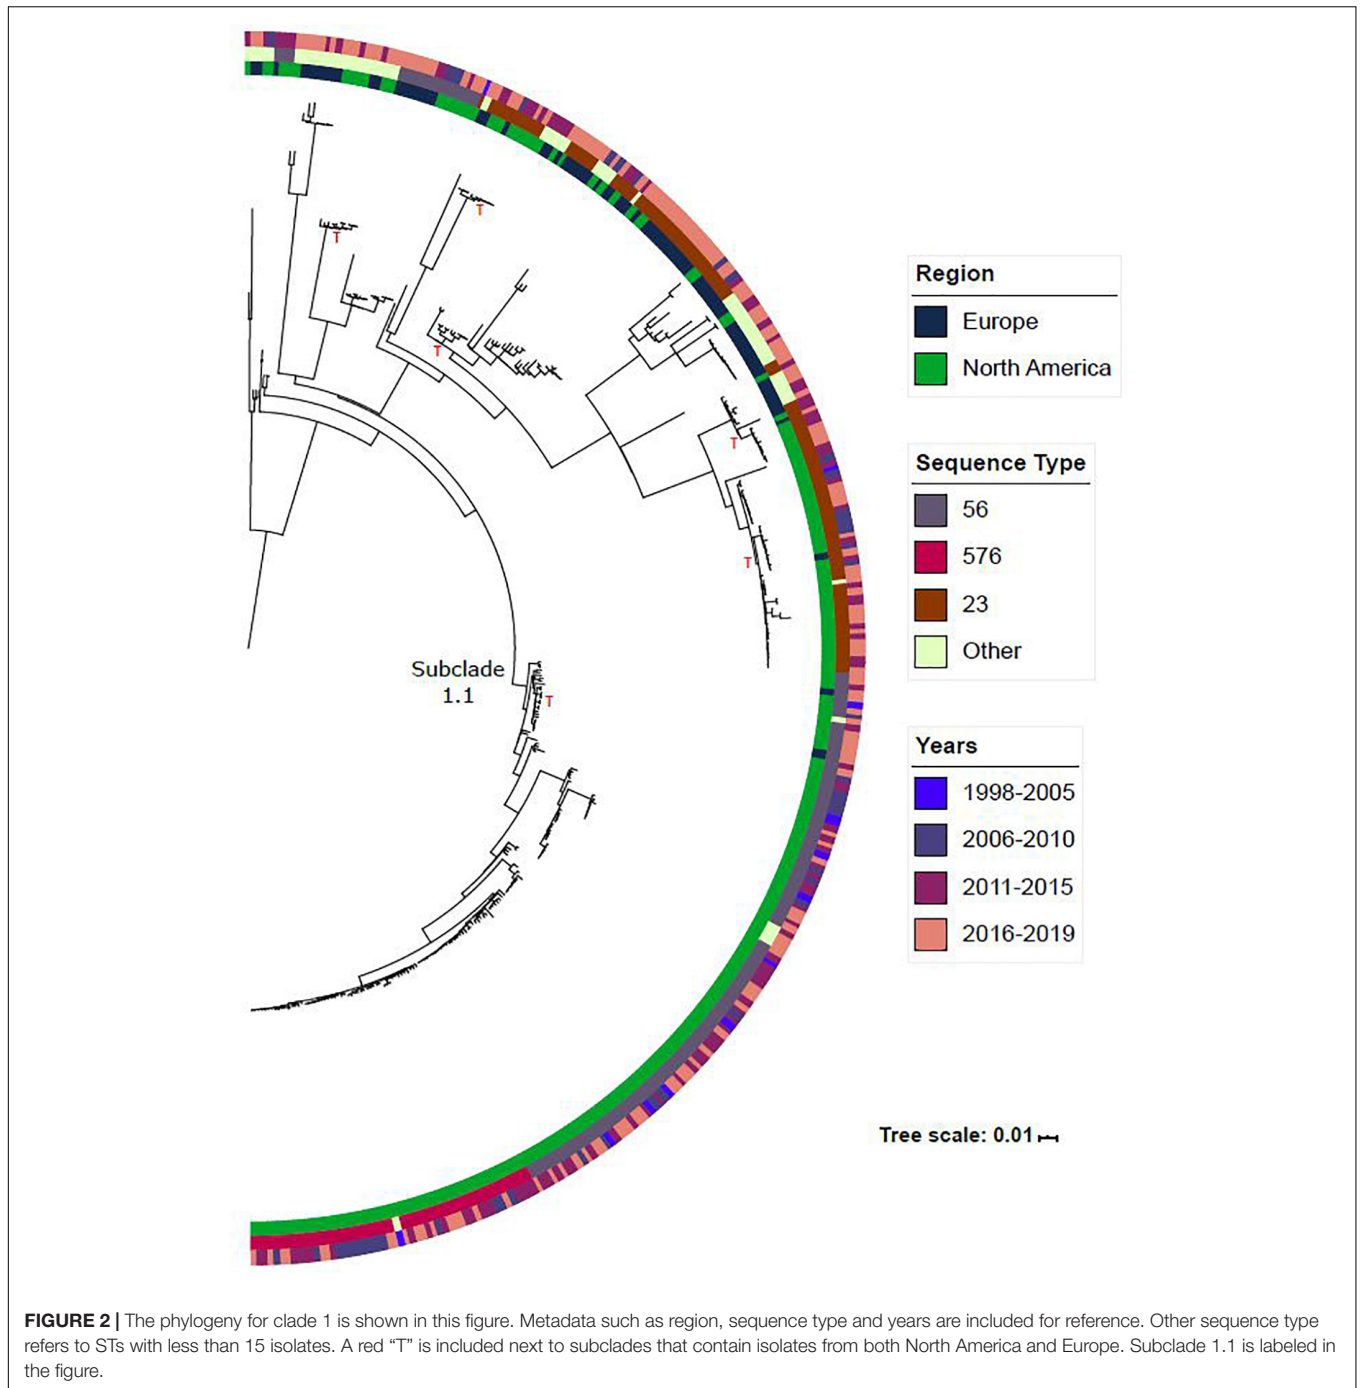 T
T
T
T
T
T
Subclade
1.1
Region
Europe
North America
Sequence Type
56
576
23
Other
Years
1998-2005
2006-2010
2011-2015
2016-2019
Tree scale: 0.01
FIGURE 2 | The phylogeny for clade 1 is shown in this figure. Metadata such as region, sequence type and years are included for reference. Other sequence type
refers to STs with less than 15 isolates. A red “T” is included next to subclades that contain isolates from both North America and Europe. Subclade 1.1 is labeled in
the figure.